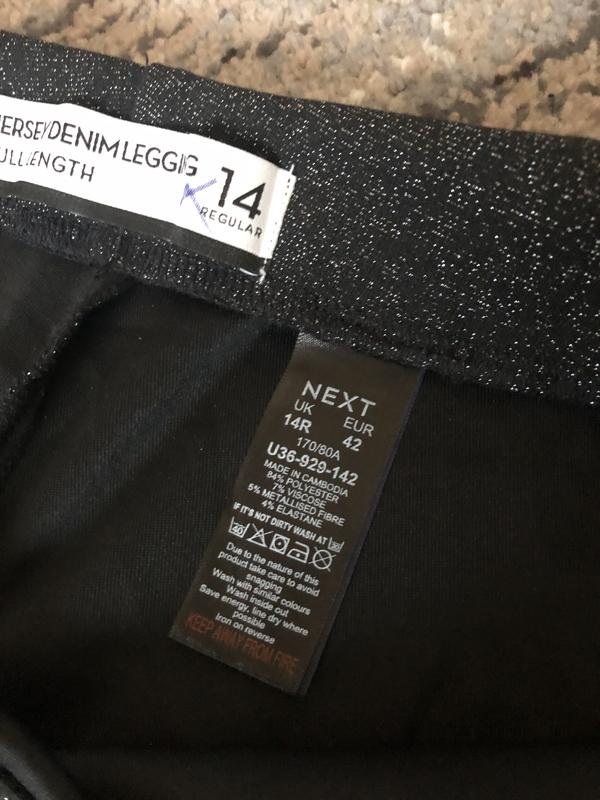 JERSEY DENIM LEGGING
FULL LENGTH
14
REGULAR
NEXT
UK EUR
14R 42
170/80A
U36-929-142
MADE IN CAMBODIA
84% POLYESTER
7% VISCOSE
5% METALLISED FIBRE
4% ELASTANE
IF IT'S NOT DIRTY WASH AT 30
40
Due to the nature of this
product take care to avoid
snagging
Wash with similar colours
Wash inside out
Save energy, line dry where
possible
Iron on reverse
KEEP AWAY FROM FIRE